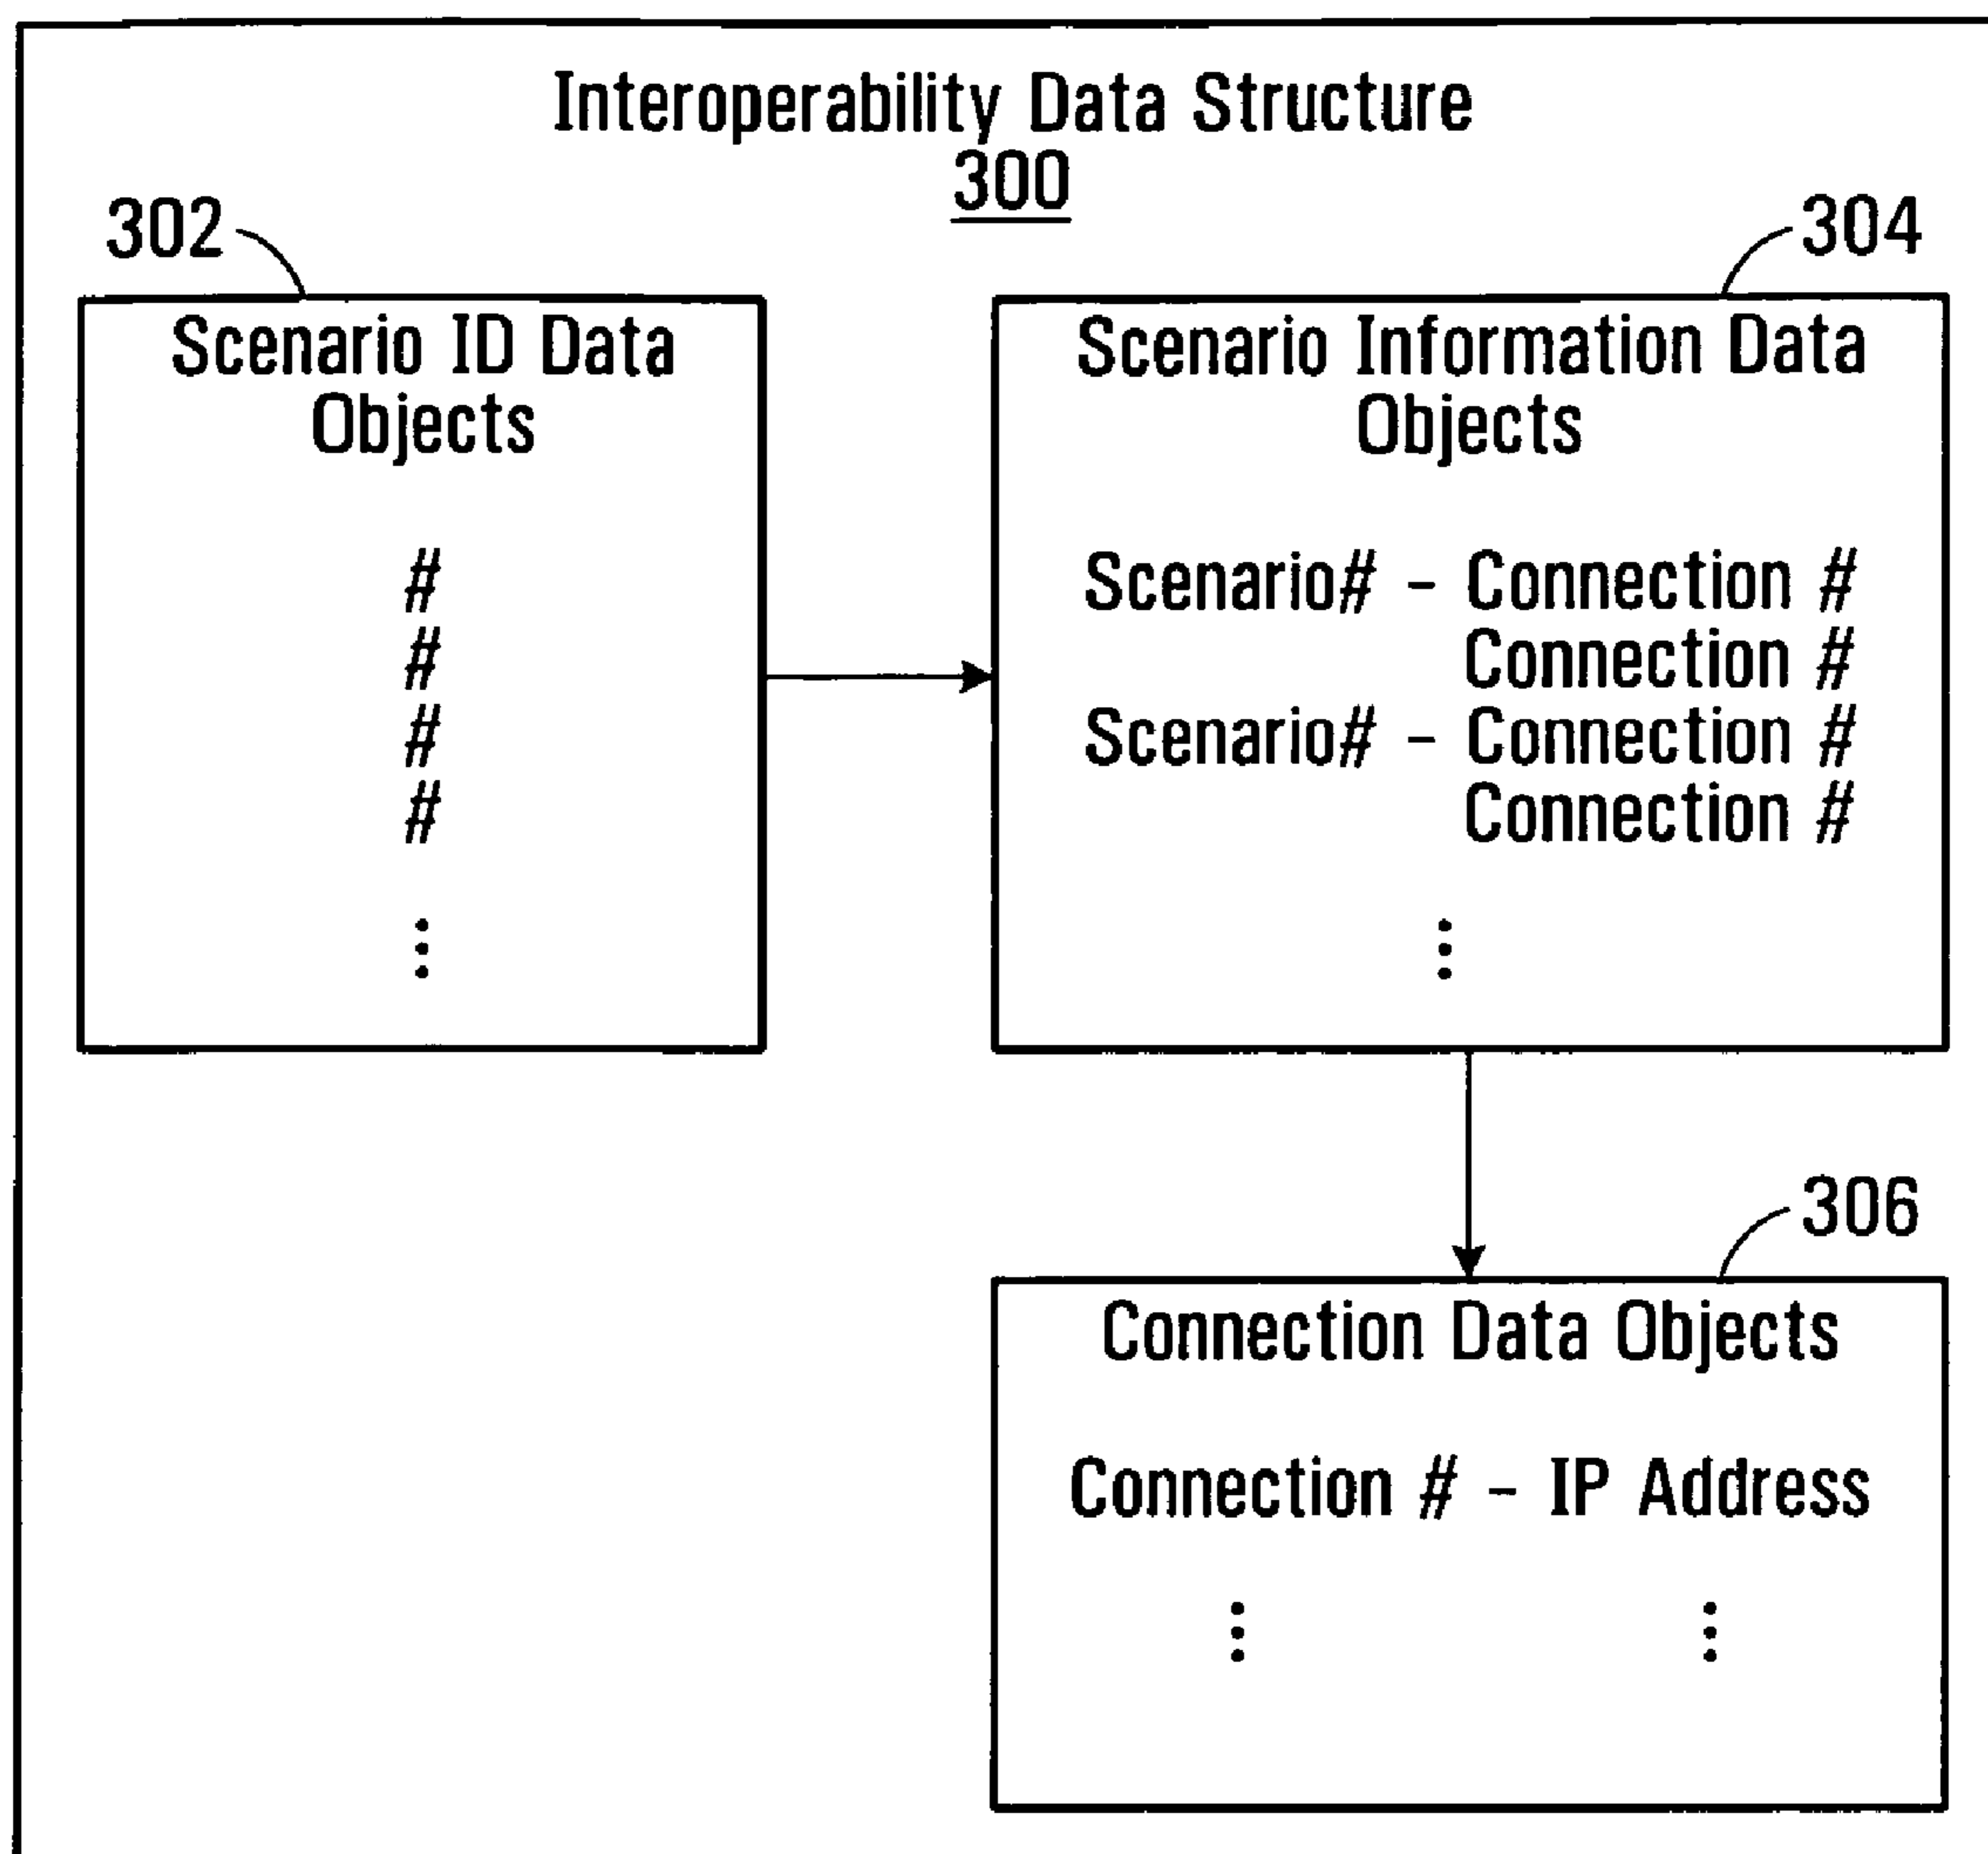 Interoperability Data Structure
300
302
304
Scenario ID Data
Objects
#
#
#
#
Scenario Information Data
Objects
Scenario# – Connection #
Connection #
Scenario# – Connection #
Connection #
306
Connection Data Objects
Connection # – IP Address